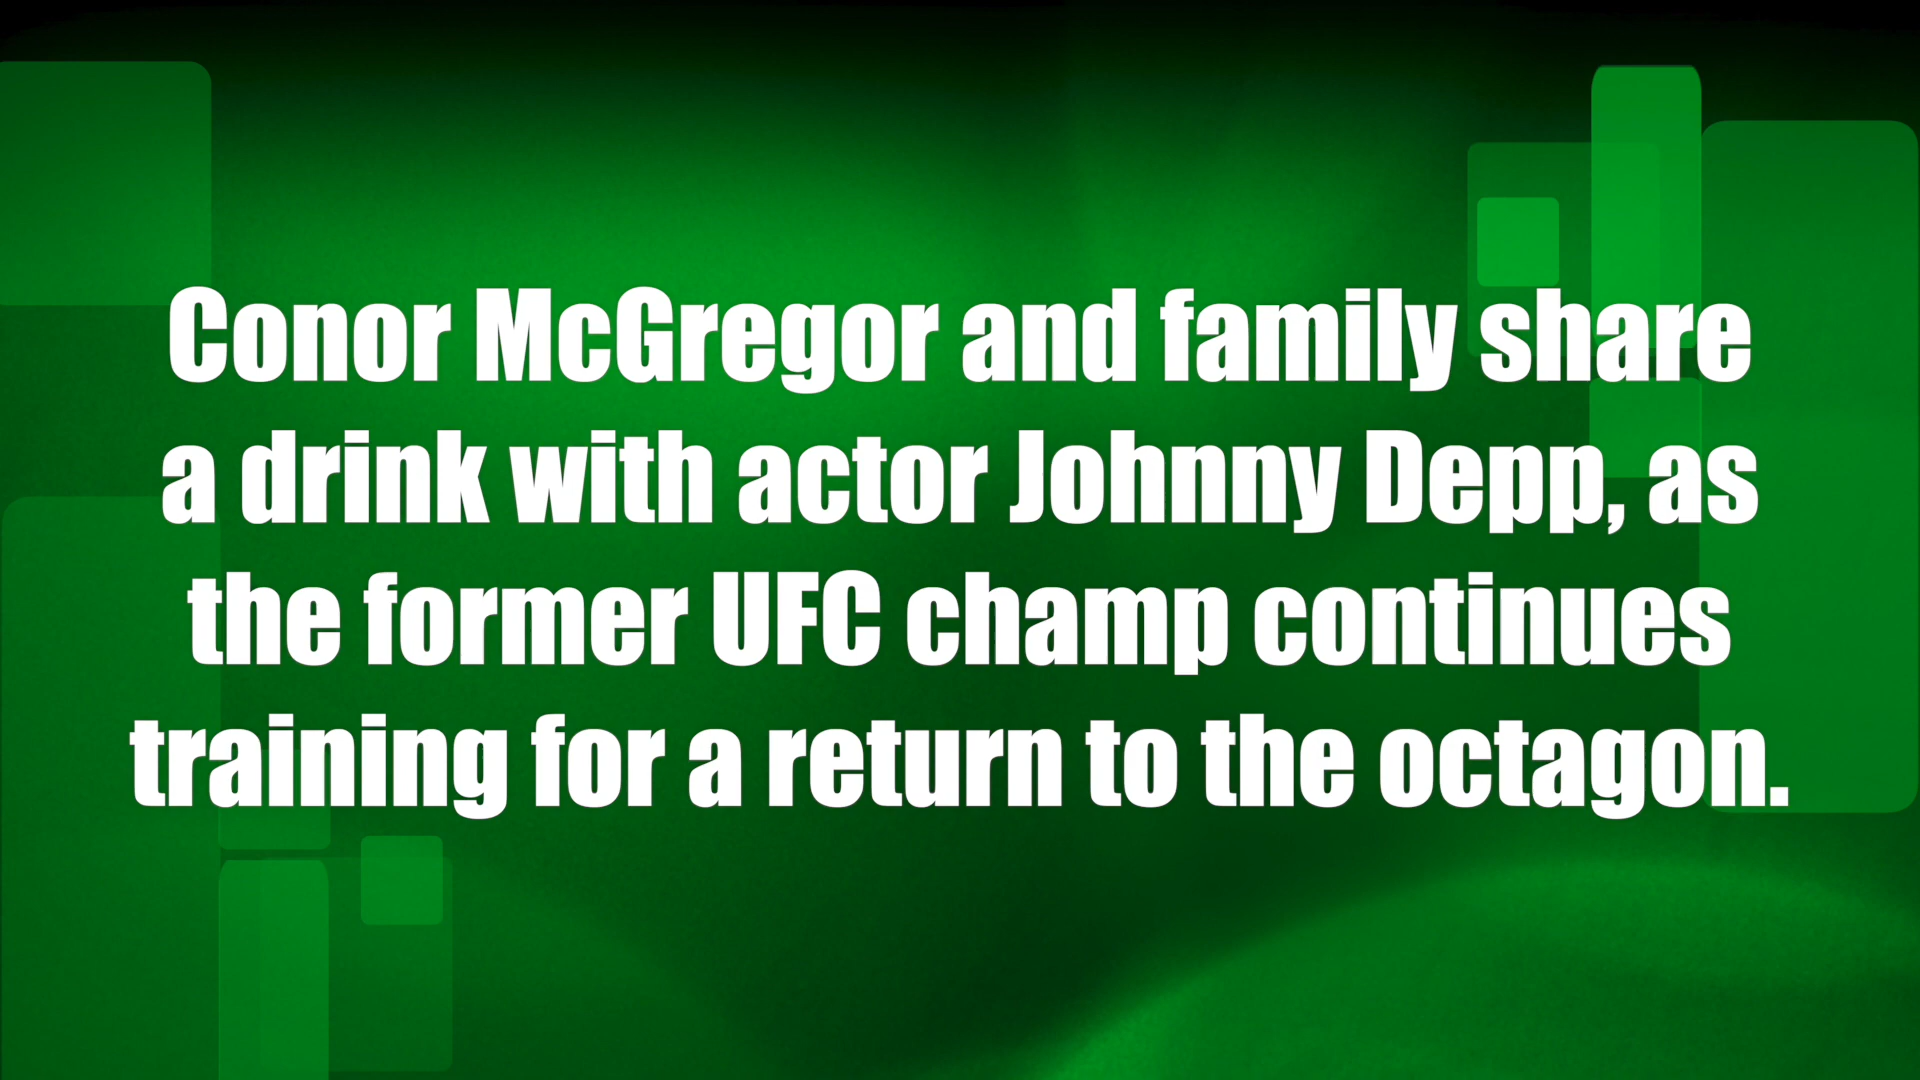 Conor McGregor and family share
a drink with actor Johnny Depp, as
the former UFC champ continues
training for a return to the octagon.